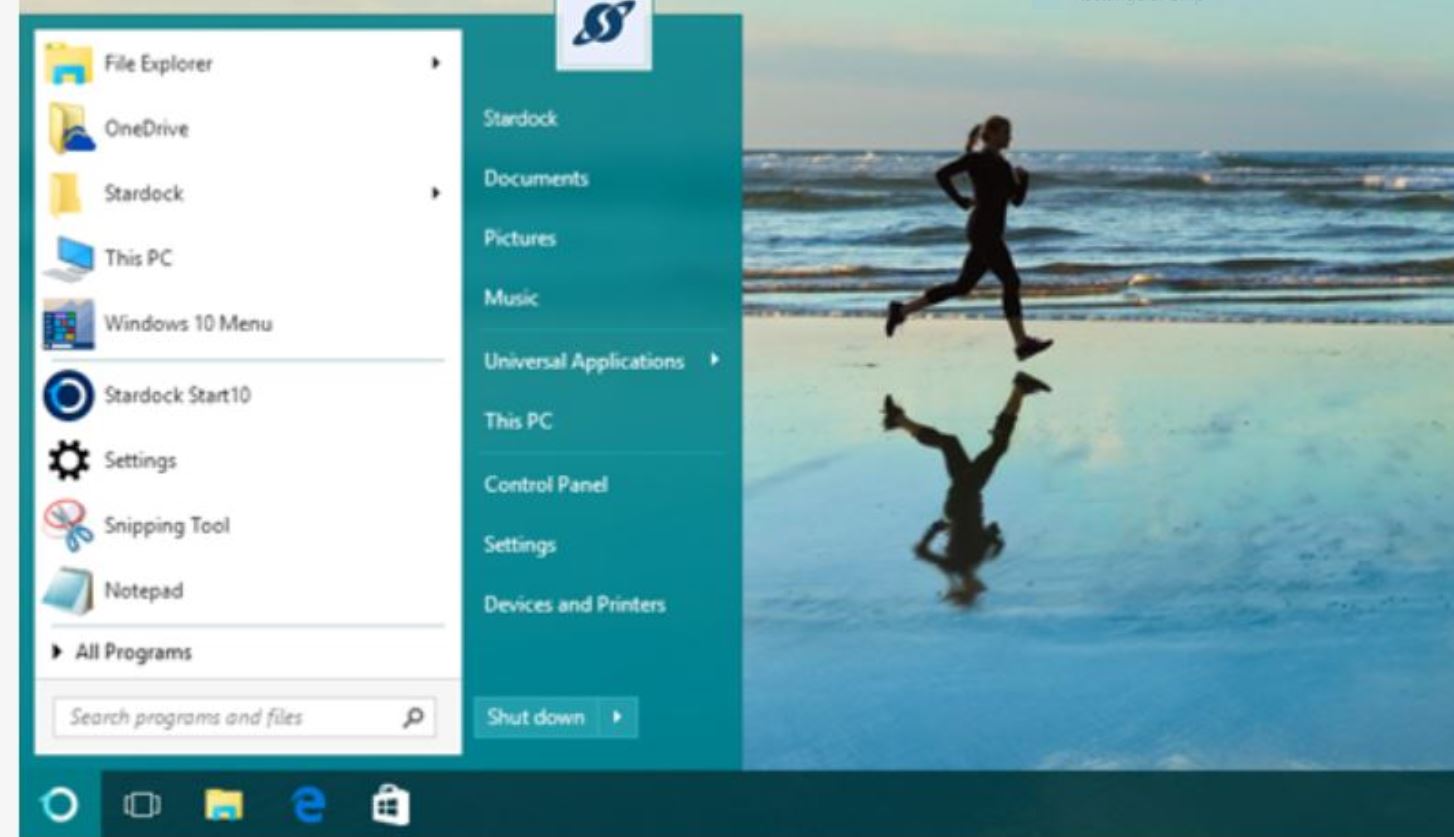 File Explorer
OneDrive
Stardock
This PC
Windows 10 Menu
Stardock Start10
Settings
Snipping Tool
Notepad
All Programs
Search programs and files
Stardock
Documents
Pictures
Music
Universal Applications
This PC
Control Panel
Settings
Devices and Printers
Shut down